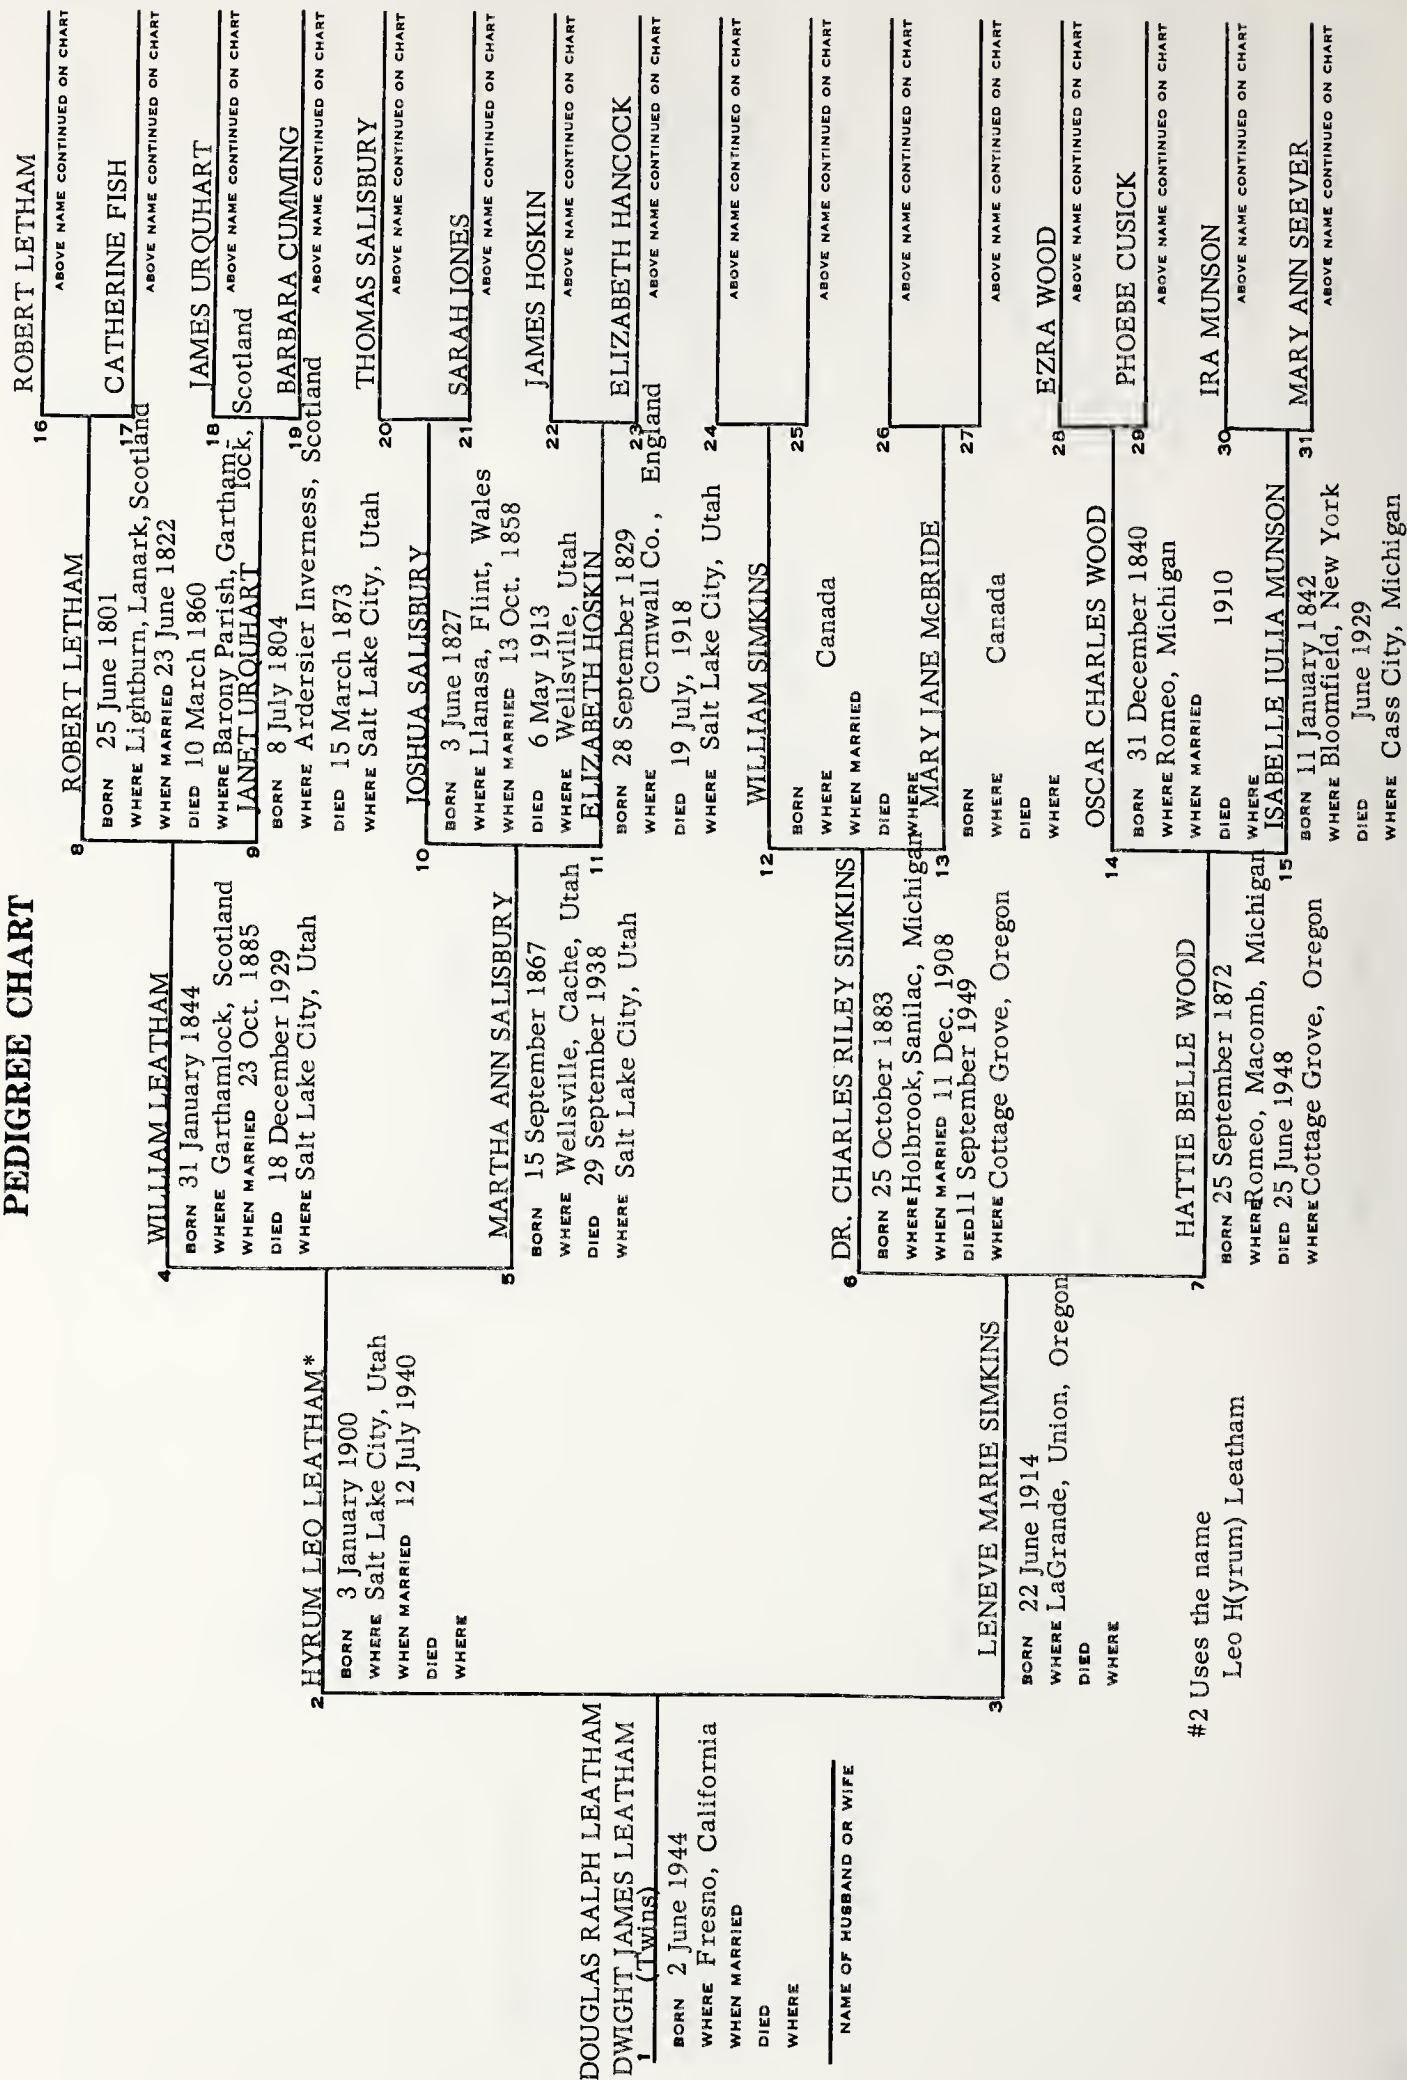 PEDIGREE CHART
DOUGLAS RALPH LEATHAM
DWIGHT JAMES LEATHAM
1 (Twins)
BORN 2 June 1944
WHERE Fresno, California
WHEN MARRIED
DIED
WHERE
NAME OF HUSBAND OR WIFE
2 HYRUM LEO LEATHAM*
BORN 3 January 1900
WHERE Salt Lake City, Utah
WHEN MARRIED 12 July 1940
DIED
WHERE
3 LENEVE MARIE SIMKINS
BORN 22 June 1914
WHERE LaGrande, Union, Oregon
DIED
WHERE
#2 Uses the name
Leo H(yrum) Leatham
4 WILLIAM LEATHAM
BORN 31 January 1844
WHERE Garthamlock, Scotland
WHEN MARRIED 23 Oct. 1885
DIED 18 December 1929
WHERE Salt Lake City, Utah
5 MARTHA ANN SALISBURY
BORN 15 September 1867
WHERE Wellsville, Cache, Utah
DIED 29 September 1938
WHERE Salt Lake City, Utah
6 DR. CHARLES RILEY SIMKINS
BORN 25 October 1883
WHERE Holbrook, Sanilac, Michigan
WHEN MARRIED 11 Dec. 1908
DIED 11 September 1949
WHERE Cottage Grove, Oregon
7 HATTIE BELLE WOOD
BORN 25 September 1872
WHERE Romeo, Macomb, Michigan
DIED 25 June 1948
WHERE Cottage Grove, Oregon
8 ROBERT LETHAM
BORN 25 June 1801
WHERE Lightburn, Lanark, Scotland
WHEN MARRIED 23 June 1822
DIED 10 March 1860
WHERE Barony Parish, Gartham-
lock, Scotland
9 JANET URQUHART
BORN 8 July 1804
WHERE Ardersier Inverness, Scotland
DIED 15 March 1873
WHERE Salt Lake City, Utah
10 JOSHUA SALISBURY
BORN 3 June 1827
WHERE Llanasa, Flint, Wales
WHEN MARRIED 13 Oct. 1858
DIED 6 May 1913
WHERE Wellsville, Utah
11 ELIZABETH HOSKIN
BORN 28 September 1829
WHERE Cornwall Co., England
DIED 19 July, 1918
WHERE Salt Lake City, Utah
12 WILLIAM SIMKINS
BORN
WHERE Canada
WHEN MARRIED
DIED
WHERE
13 MARY JANE McBRIDE
BORN
WHERE Canada
DIED
WHERE
14 OSCAR CHARLES WOOD
BORN 31 December 1840
WHERE Romeo, Michigan
WHEN MARRIED
DIED 1910
WHERE
15 ISABELLE JULIA MUNSON
BORN 11 January 1842
WHERE Bloomfield, New York
DIED June 1929
WHERE Cass City, Michigan
16 ROBERT LETHAM
ABOVE NAME CONTINUED ON CHART
17 CATHERINE FISH
ABOVE NAME CONTINUED ON CHART
18 JAMES URQUHART
ABOVE NAME CONTINUED ON CHART
19 BARBARA CUMMING
ABOVE NAME CONTINUED ON CHART
20 THOMAS SALISBURY
ABOVE NAME CONTINUED ON CHART
21 SARAH JONES
ABOVE NAME CONTINUED ON CHART
22 JAMES HOSKIN
ABOVE NAME CONTINUED ON CHART
23 ELIZABETH HANCOCK
ABOVE NAME CONTINUED ON CHART
24
ABOVE NAME CONTINUED ON CHART
25
ABOVE NAME CONTINUED ON CHART
26
ABOVE NAME CONTINUED ON CHART
27
ABOVE NAME CONTINUED ON CHART
28 EZRA WOOD
ABOVE NAME CONTINUED ON CHART
29 PHOEBE CUSICK
ABOVE NAME CONTINUED ON CHART
30 IRA MUNSON
ABOVE NAME CONTINUED ON CHART
31 MARY ANN SEEVER
ABOVE NAME CONTINUED ON CHART